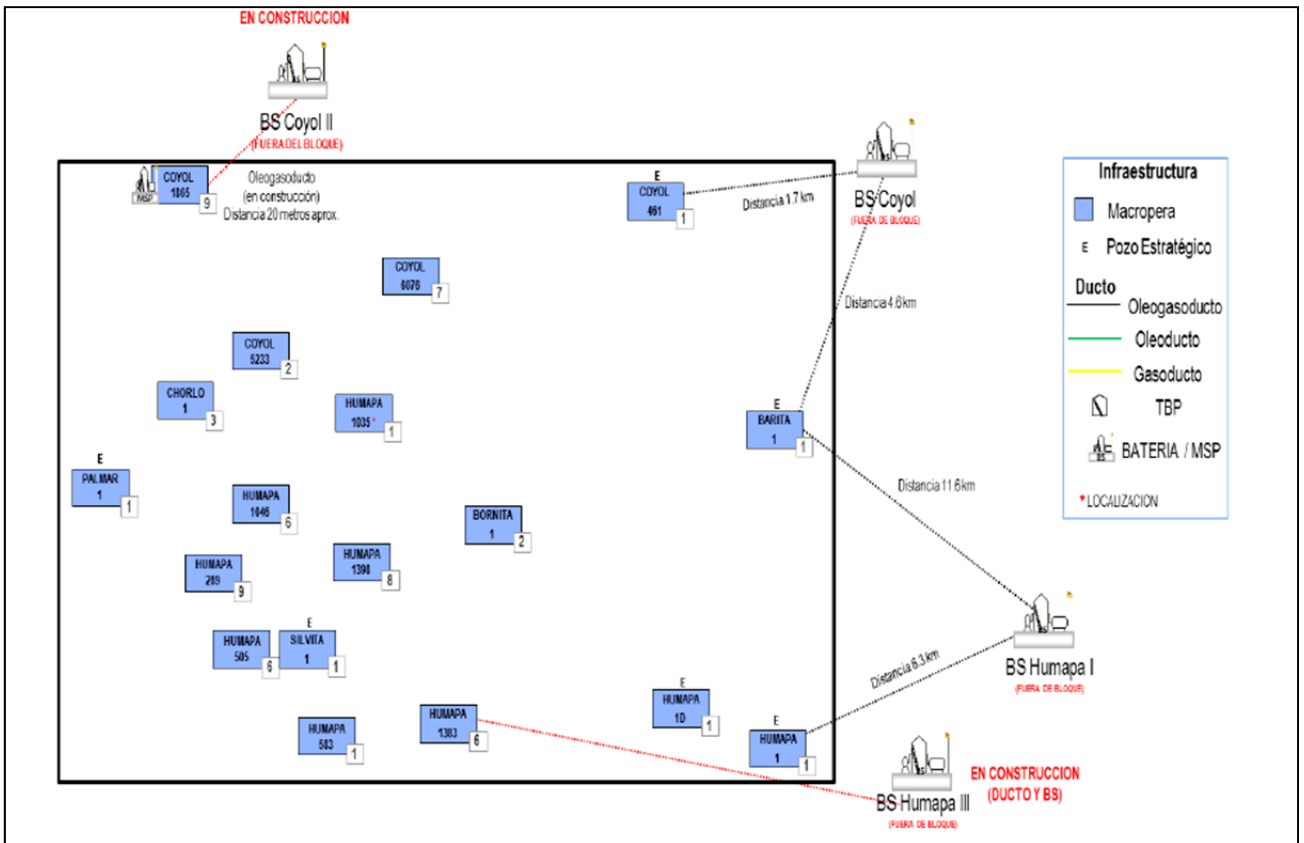 EN CONSTRUCCION
BS Coyol II
(FUERA DEL BLOQUE)
MSP
COYOL
1865
9
Oleogasoducto
(en construcción)
Distancia 20 metros aprox.
E
COYOL
461
1
Distancia 1.7 km
BS Coyol
(FUERA DE BLOQUE)
COYOL
6076
7
Distancia 4.6 km
COYOL
5233
2
CHORLO
1
3
HUMAPA
1035*
1
E
BARITA
1
1
E
PALMAR
1
1
HUMAPA
1046
6
BORNITA
1
2
Distancia 11.6 km
HUMAPA
289
9
HUMAPA
1398
8
HUMAPA
505
6
E
SILVITA
1
1
BS Humapa I
(FUERA DE BLOQUE)
Distancia 6.3 km
HUMAPA
583
1
HUMAPA
1383
6
E
HUMAPA
1D
1
E
HUMAPA
1
1
BS Humapa III
(FUERA DE BLOQUE)
EN CONSTRUCCION
(DUCTO Y BS)
Infraestructura
Macropera
E Pozo Estratégico
Ducto
Oleogasoducto
Oleoducto
Gasoducto
TBP
BS
BATERIA / MSP
* LOCALIZACION